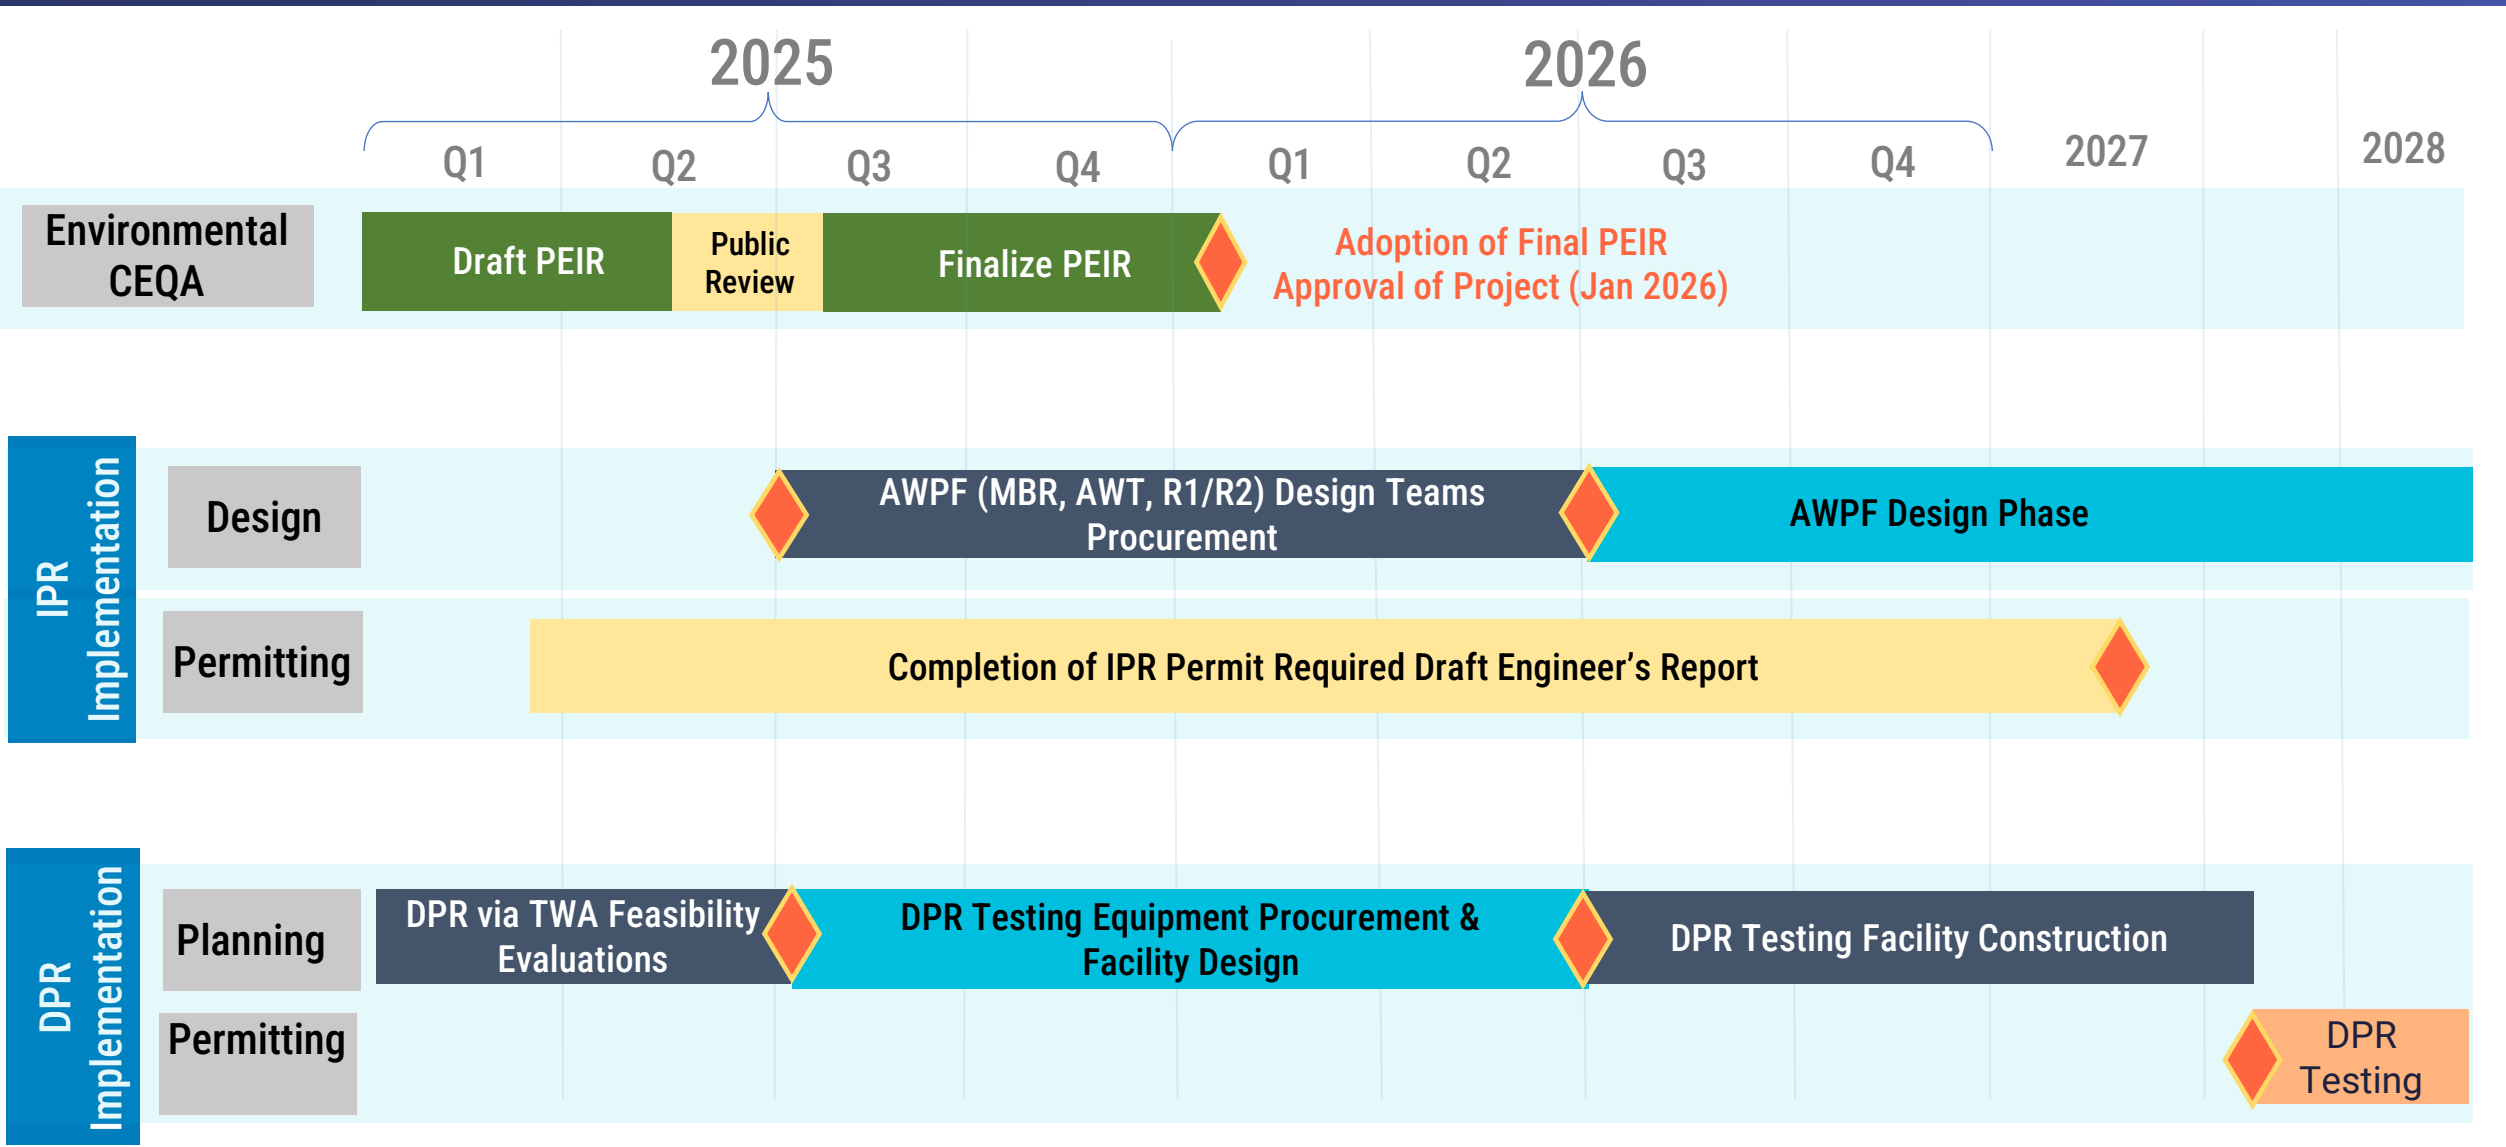 2025
2026
Q1
Q2
Q3
Q4
Q1
Q2
Q3
Q4
2027
2028
Environmental
CEQA
Draft PEIR
Public
Review
Finalize PEIR
Adoption of Final PEIR
Approval of Project (Jan 2026)
IPR
Implementation
Design
AWPF (MBR, AWT, R1/R2) Design Teams
Procurement
AWPF Design Phase
Permitting
Completion of IPR Permit Required Draft Engineer’s Report
DPR
Implementation
Planning
DPR via TWA Feasibility
Evaluations
DPR Testing Equipment Procurement &
Facility Design
DPR Testing Facility Construction
Permitting
DPR
Testing